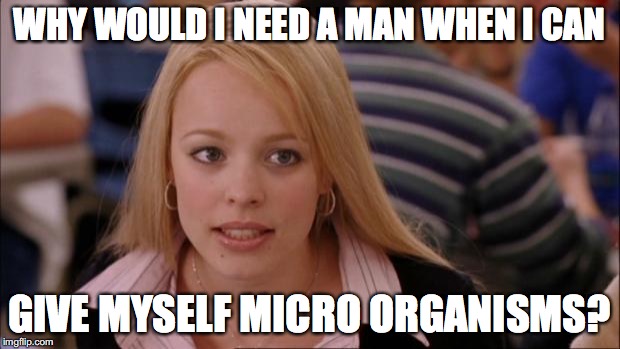 WHY WOULD I NEED A MAN WHEN I CAN
GIVE MYSELF MICRO ORGANISMS?
imgflip.com